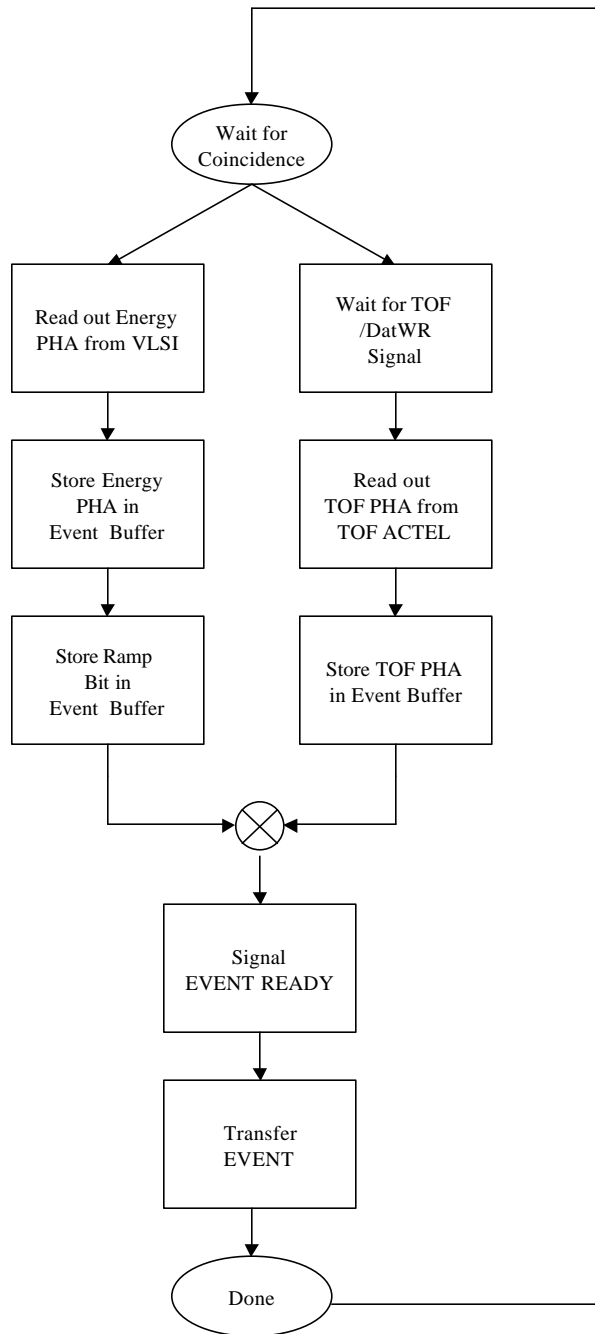 Wait for
Coincidence
Read out Energy
PHA from VLSI
Wait for TOF
/DatWR
Signal
Store Energy
PHA in
Event Buffer
Read out
TOF PHA from
TOF ACTEL
Store Ramp
Bit in
Event Buffer
Store TOF PHA
in Event Buffer
Signal
EVENT READY
Transfer
EVENT
Done